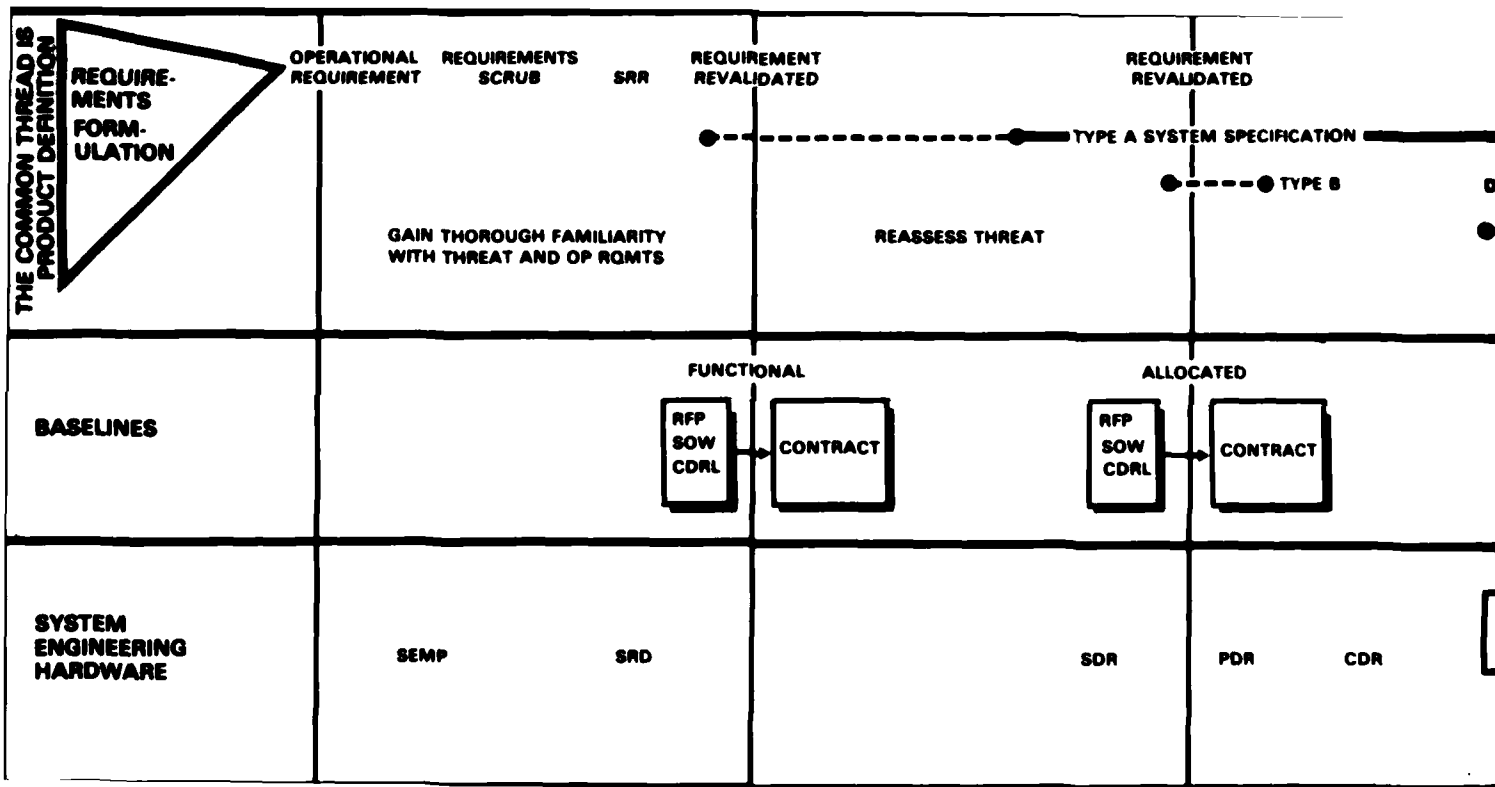 THE COMMON THREAD IS
PRODUCT DEFINITION
REQUIRE-
MENTS
FORM-
ULATION
OPERATIONAL
REQUIREMENT
REQUIREMENTS
SCRUB
SRR
REQUIREMENT
REVALIDATED
REQUIREMENT
REVALIDATED
TYPE A SYSTEM SPECIFICATION
TYPE B
GAIN THOROUGH FAMILIARITY
WITH THREAT AND OP RQMTS
REASSESS THREAT
BASELINES
FUNCTIONAL
RFP
SOW
CDRL
CONTRACT
ALLOCATED
RFP
SOW
CDRL
CONTRACT
SYSTEM
ENGINEERING
HARDWARE
SEMP
SRD
SDR
PDR
CDR